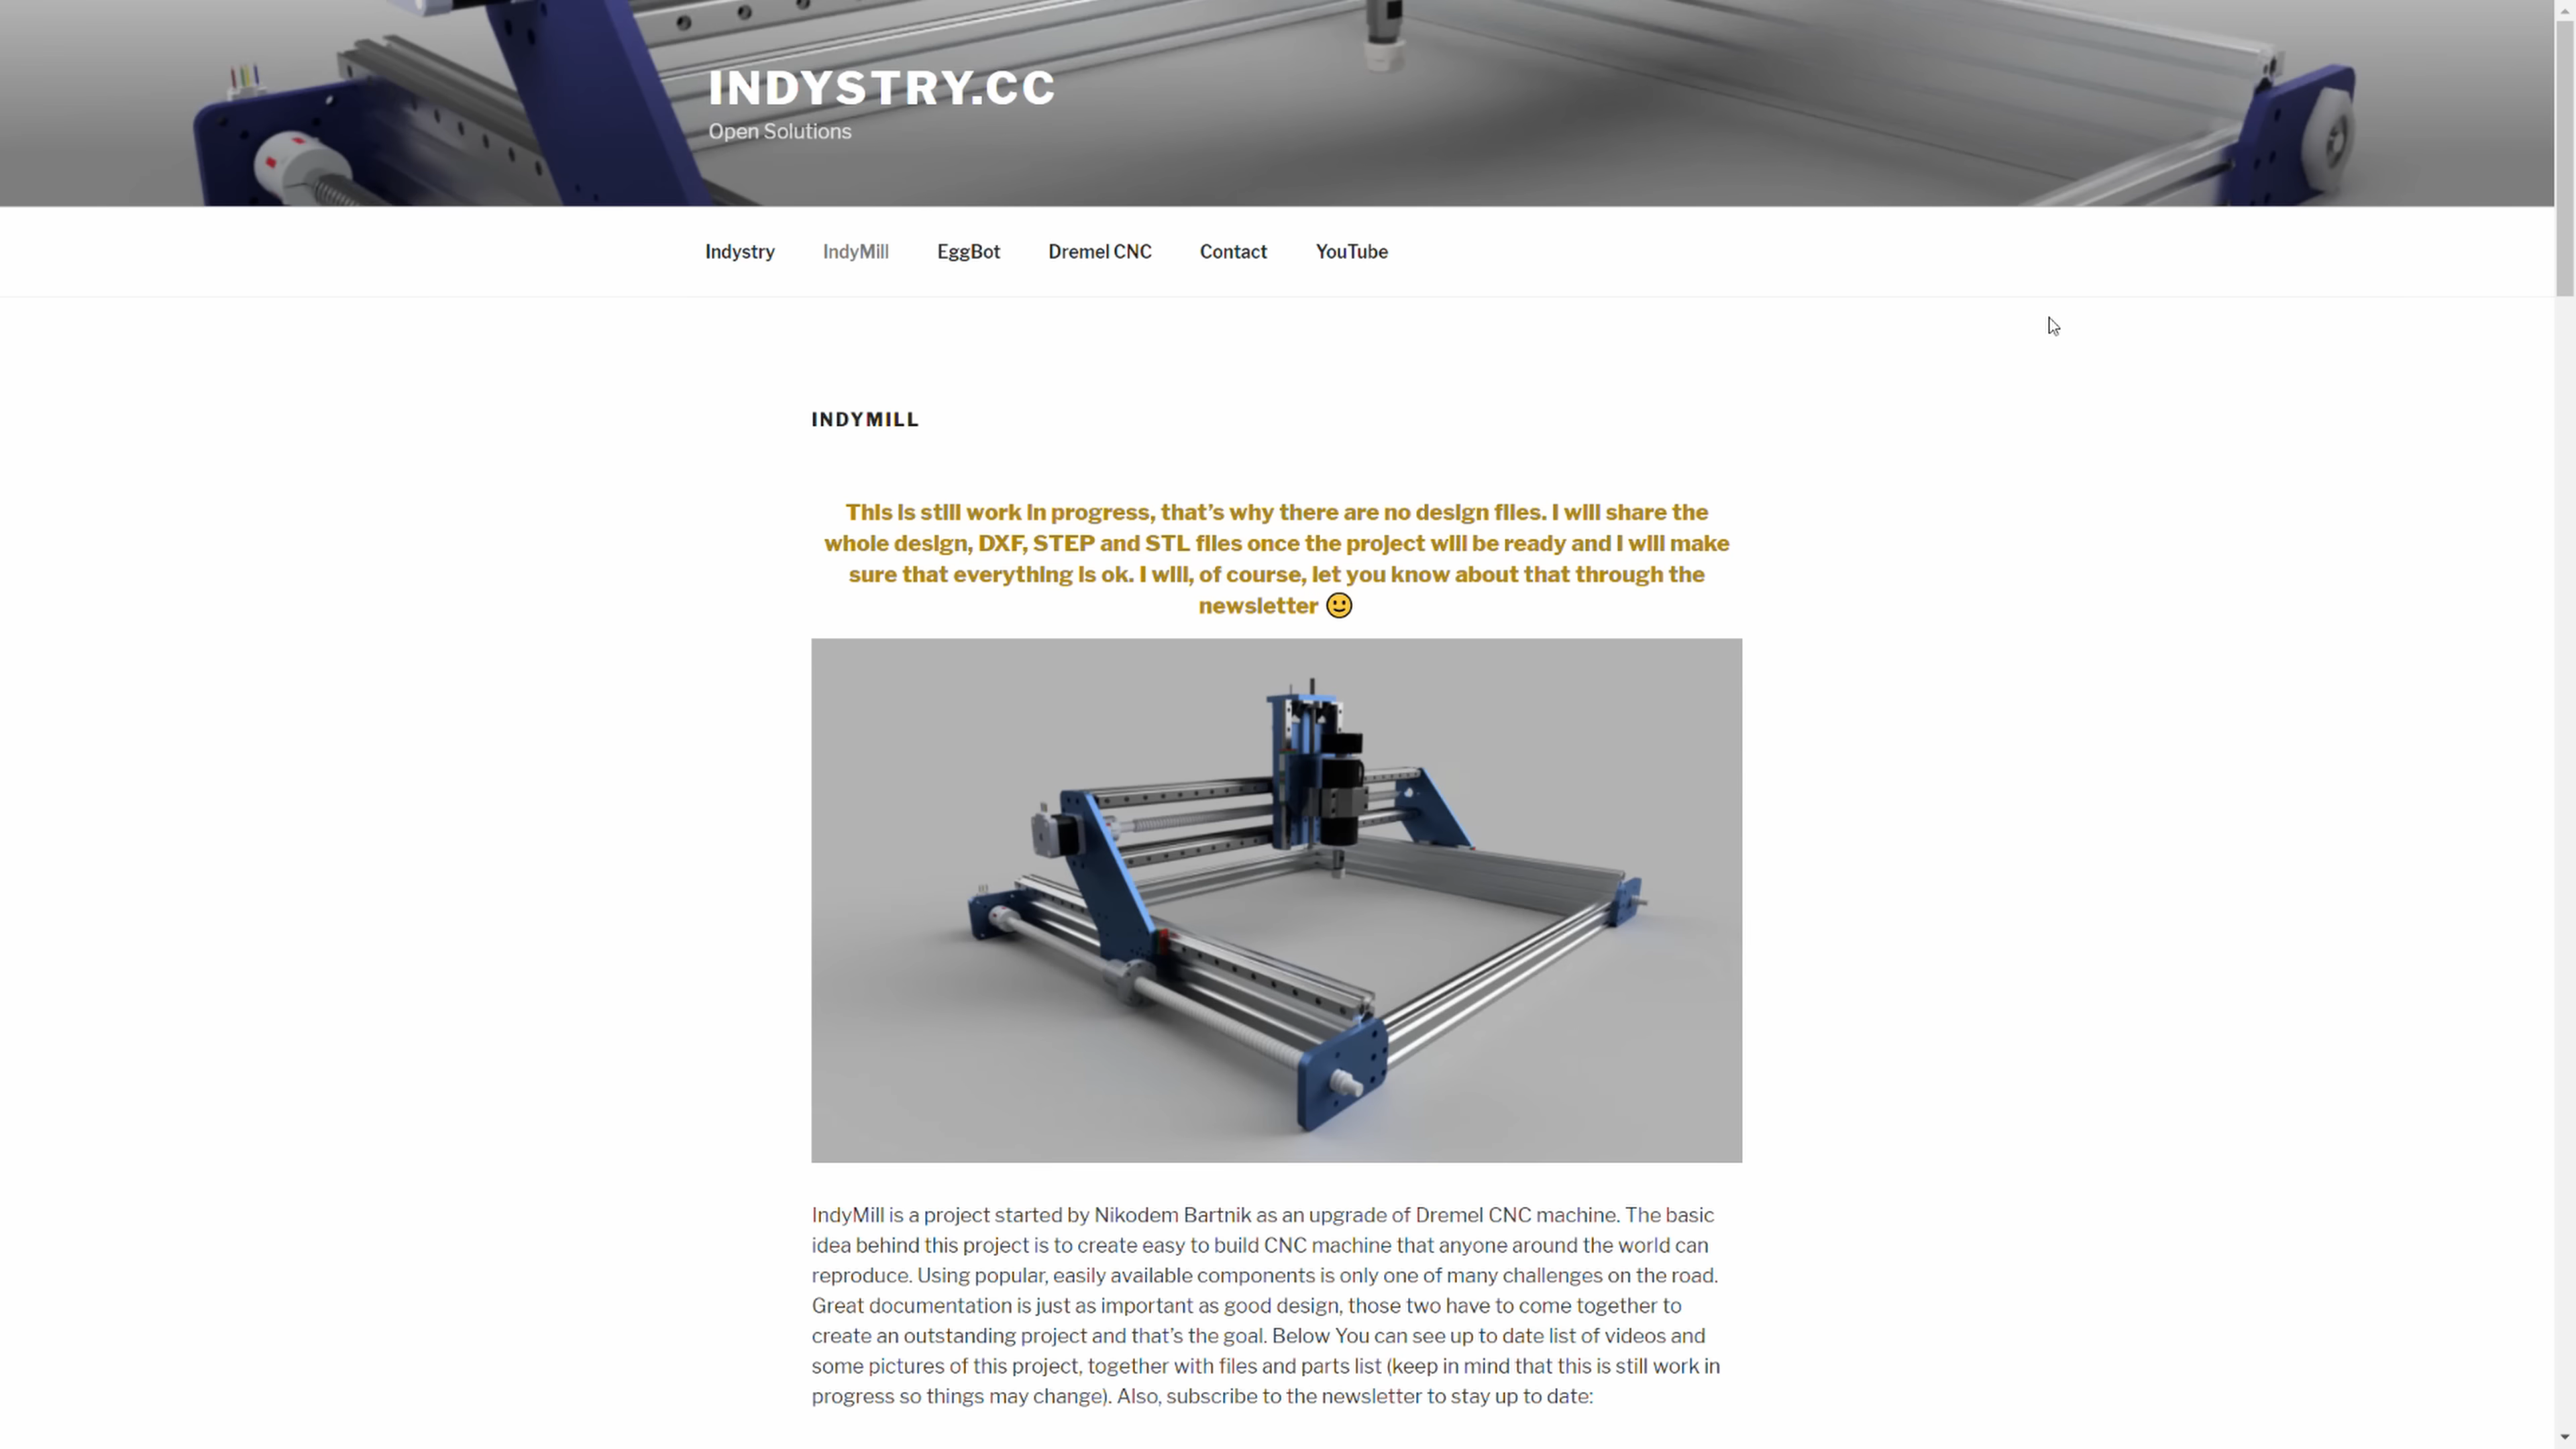 INDYSTRY.CC
Open Solutions
Indystry IndyMill EggBot Dremel CNC Contact YouTube
INDYMILL
This is still work in progress, that's why there are no design files. I will share the
whole design, DXF, STEP and STL files once the project will be ready and I will make
sure that everything is ok. I will, of course, let you know about that through the
newsletter 🙂
IndyMill is a project started by Nikodem Bartnik as an upgrade of Dremel CNC machine. The basic
idea behind this project is to create easy to build CNC machine that anyone around the world can
reproduce. Using popular, easily available components is only one of many challenges on the road.
Great documentation is just as important as good design, those two have to come together to
create an outstanding project and that's the goal. Below You can see up to date list of videos and
some pictures of this project, together with files and parts list (keep in mind that this is still work in
progress so things may change). Also, subscribe to the newsletter to stay up to date: